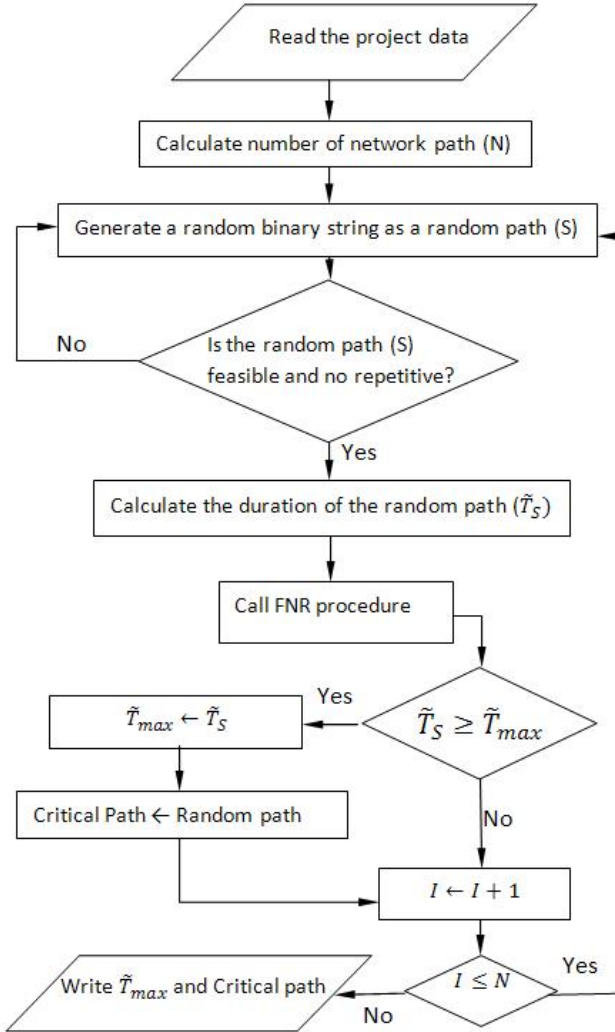 Read the project data
Calculate number of network path (N)
Generate a random binary string as a random path (S)
No
Is the random path (S)
feasible and no repetitive?
Yes
Calculate the duration of the random path (T̃_S)
Call FNR procedure
Yes
T̃_max ← T̃_S
T̃_S ≥ T̃_max
Critical Path ← Random path
No
I ← I + 1
I ≤ N
Yes
Write T̃_max and Critical path
No